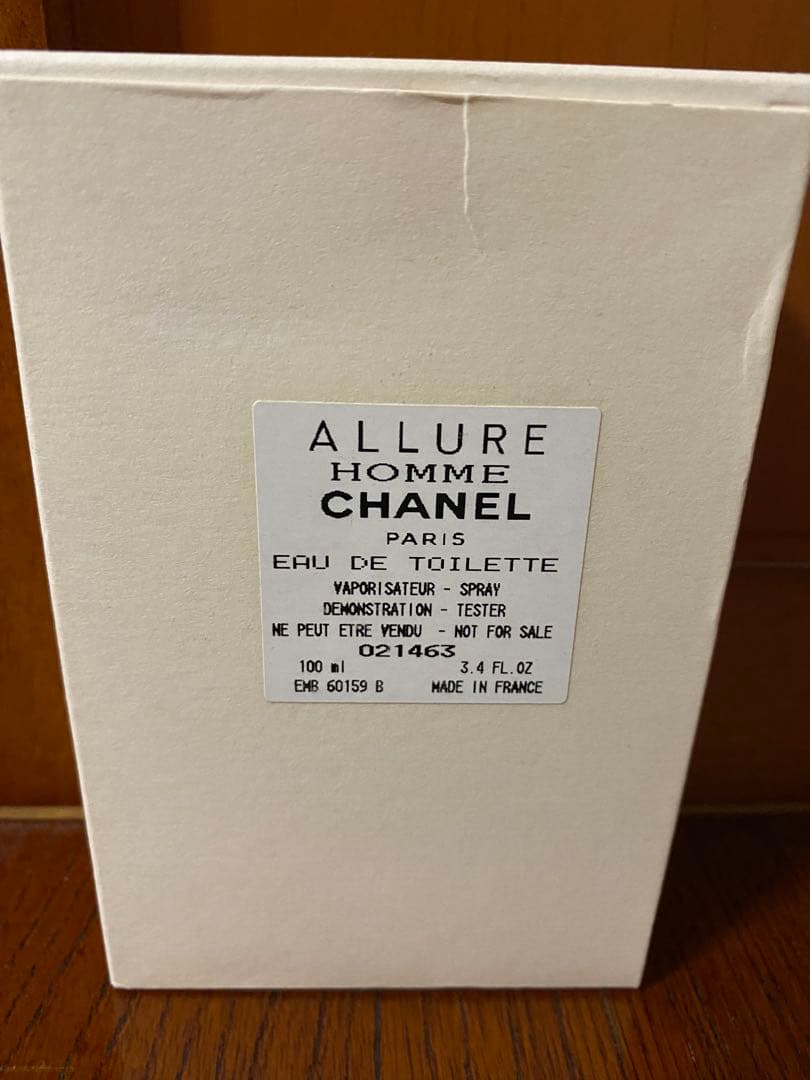 ALLURE
HOMME
CHANEL
PARIS
EAU DE TOILETTE
VAPORISATEUR - SPRAY
DEMONSTRATION - TESTER
NE PEUT ETRE VENDU - NOT FOR SALE
021463
100 ml 3.4 FL.OZ
EMB 60159 B MADE IN FRANCE